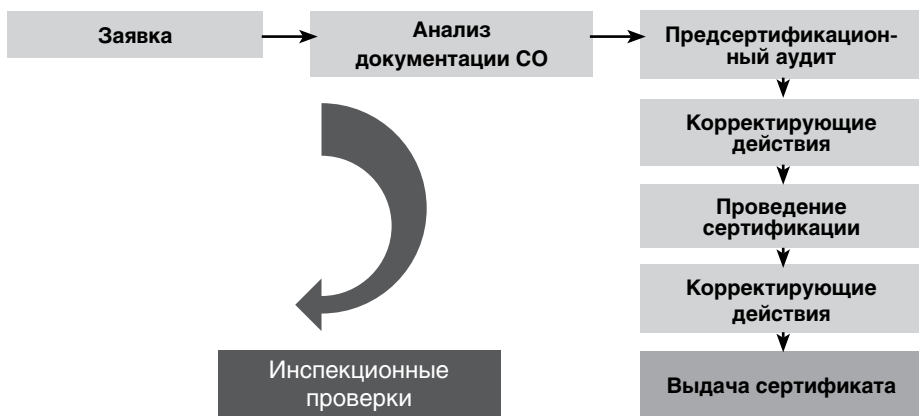 Заявка
Анализ
документации СО
Предсертификацион-
ный аудит
Корректирующие
действия
Проведение
сертификации
Корректирующие
действия
Выдача сертификата
Инспекционные
проверки